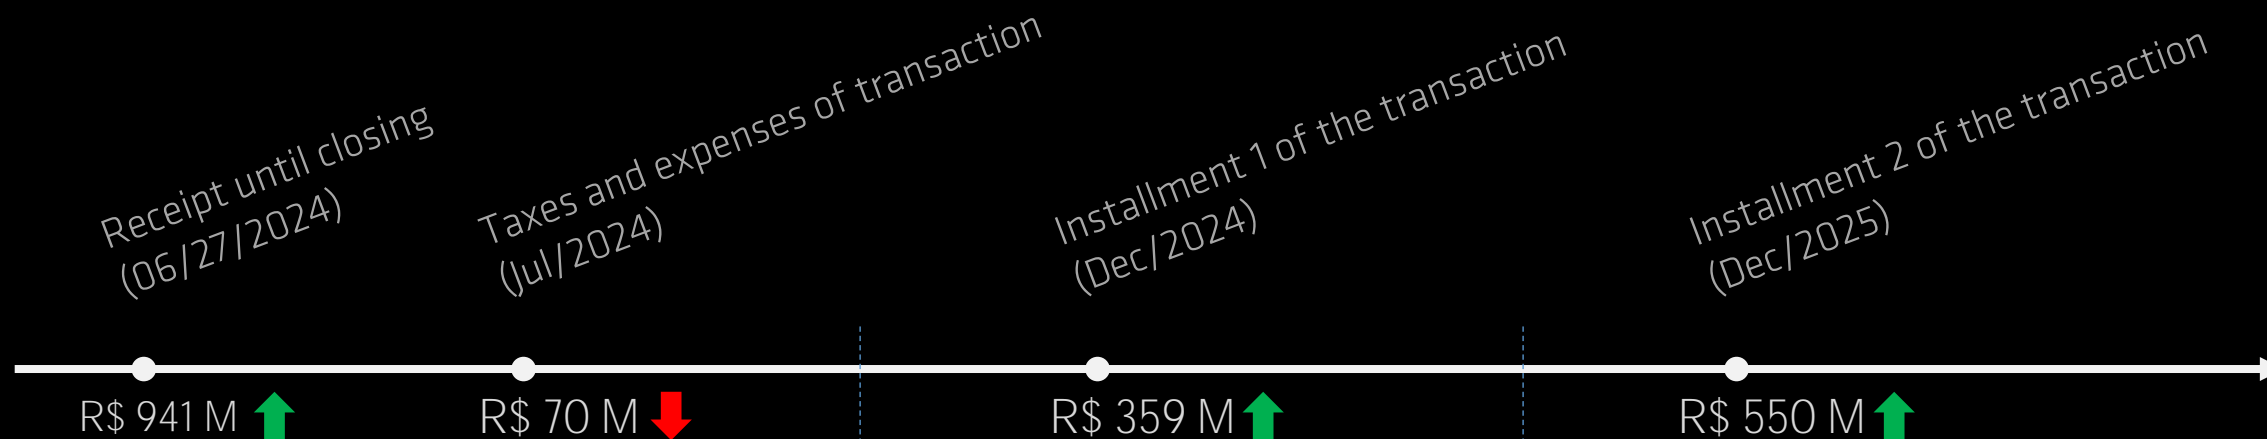 Receipt until closing
(06/27/2024)
Taxes and expenses of transaction
(Jul/2024)
Installment 1 of the transaction
(Dec/2024)
Installment 2 of the transaction
(Dec/2025)
R$ 941 M
R$ 70 M
R$ 359 M
R$ 550 M